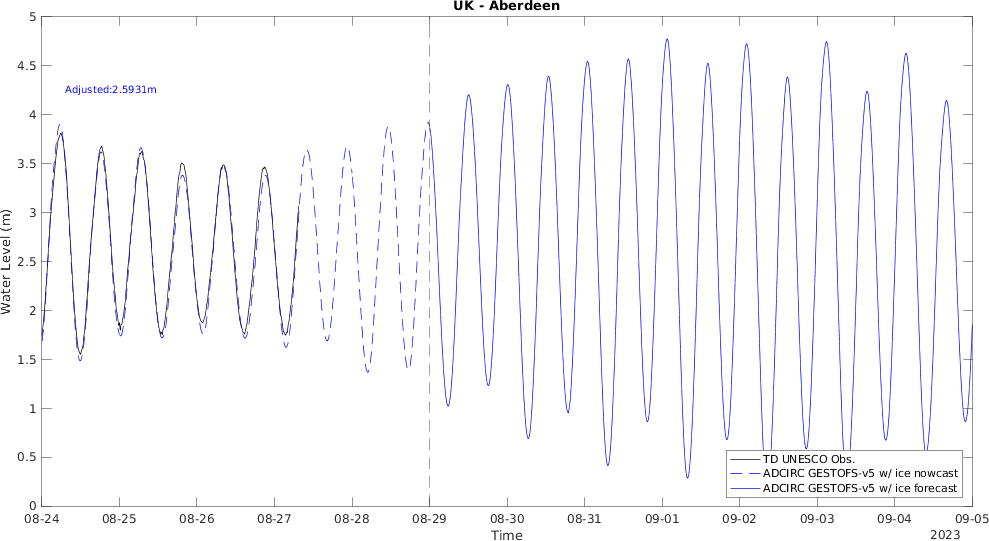 UK - Aberdeen
5
4.5
4
3.5
3
2.5
2
1.5
1
0.5
0
Water Level (m)
Adjusted:2.5931m
TD UNESCO Obs.
ADCIRC GESTOFS-v5 w/ ice nowcast
ADCIRC GESTOFS-v5 w/ ice forecast
08-24 08-25 08-26 08-27 08-28 08-29 08-30 08-31 09-01 09-02 09-03 09-04 09-05
Time
2023